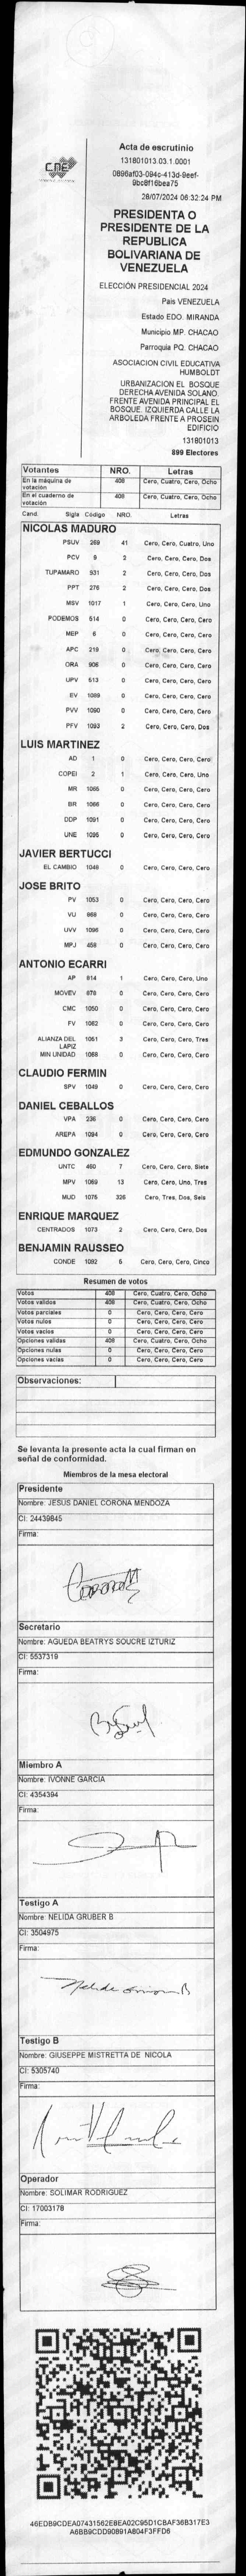 CNE
Acta de escrutinio
131801013.03.1.0001
0896af03-094c-413d-9eef-
9bc6f16bea75
28/07/2024 06:32:24 PM
PRESIDENTA O
PRESIDENTE DE LA
REPUBLICA
BOLIVARIANA DE
VENEZUELA
ELECCIÓN PRESIDENCIAL 2024
Pais VENEZUELA
Estado EDO. MIRANDA
Municipio MP. CHACAO
Parroquia PQ. CHACAO
ASOCIACION CIVIL EDUCATIVA
HUMBOLDT
URBANIZACION EL BOSQUE
DERECHA AVENIDA SOLANO.
FRENTE AVENIDA PRINCIPAL EL
BOSQUE. IZQUIERDA CALLE LA
ARBOLEDA FRENTE A PROSEIN
EDIFICIO
131801013
899 Electores
Votantes NRO. Letras
En la máquina de votación 408 Cero, Cuatro, Cero, Ocho
En el cuaderno de votación 408 Cero, Cuatro, Cero, Ocho
Cand. Sigla Código NRO. Letras
NICOLAS MADURO
PSUV 269 41 Cero, Cero, Cuatro, Uno
PCV 9 2 Cero, Cero, Cero, Dos
TUPAMARO 931 2 Cero, Cero, Cero, Dos
PPT 276 2 Cero, Cero, Cero, Dos
MSV 1017 1 Cero, Cero, Cero, Uno
PODEMOS 514 0 Cero, Cero, Cero, Cero
MEP 6 0 Cero, Cero, Cero, Cero
APC 219 0 Cero, Cero, Cero, Cero
ORA 906 0 Cero, Cero, Cero, Cero
UPV 613 0 Cero, Cero, Cero, Cero
EV 1089 0 Cero, Cero, Cero, Cero
PVV 1090 0 Cero, Cero, Cero, Cero
PFV 1093 2 Cero, Cero, Cero, Dos
LUIS MARTINEZ
AD 1 0 Cero, Cero, Cero, Cero
COPEI 2 1 Cero, Cero, Cero, Uno
MR 1065 0 Cero, Cero, Cero, Cero
BR 1066 0 Cero, Cero, Cero, Cero
DDP 1091 0 Cero, Cero, Cero, Cero
UNE 1095 0 Cero, Cero, Cero, Cero
JAVIER BERTUCCI
EL CAMBIO 1048 0 Cero, Cero, Cero, Cero
JOSE BRITO
PV 1053 0 Cero, Cero, Cero, Cero
VU 868 0 Cero, Cero, Cero, Cero
UVV 1096 0 Cero, Cero, Cero, Cero
MPJ 458 0 Cero, Cero, Cero, Cero
ANTONIO ECARRI
AP 814 1 Cero, Cero, Cero, Uno
MOVEV 878 0 Cero, Cero, Cero, Cero
CMC 1050 0 Cero, Cero, Cero, Cero
FV 1062 0 Cero, Cero, Cero, Cero
ALIANZA DEL LAPIZ 1051 3 Cero, Cero, Cero, Tres
MIN UNIDAD 1068 0 Cero, Cero, Cero, Cero
CLAUDIO FERMIN
SPV 1049 0 Cero, Cero, Cero, Cero
DANIEL CEBALLOS
VPA 236 0 Cero, Cero, Cero, Cero
AREPA 1094 0 Cero, Cero, Cero, Cero
EDMUNDO GONZALEZ
UNTC 460 7 Cero, Cero, Cero, Siete
MPV 1069 13 Cero, Cero, Uno, Tres
MUD 1075 326 Cero, Tres, Dos, Seis
ENRIQUE MARQUEZ
CENTRADOS 1073 2 Cero, Cero, Cero, Dos
BENJAMIN RAUSSEO
CONDE 1092 5 Cero, Cero, Cero, Cinco
Resumen de votos
Votos 408 Cero, Cuatro, Cero, Ocho
Votos validos 408 Cero, Cuatro, Cero, Ocho
Votos parciales 0 Cero, Cero, Cero, Cero
Votos nulos 0 Cero, Cero, Cero, Cero
Votos vacios 0 Cero, Cero, Cero, Cero
Opciones validas 408 Cero, Cuatro, Cero, Ocho
Opciones nulas 0 Cero, Cero, Cero, Cero
Opciones vacias 0 Cero, Cero, Cero, Cero
Observaciones:
Se levanta la presente acta la cual firman en
señal de conformidad.
Miembros de la mesa electoral
Presidente
Nombre: JESUS DANIEL CORONA MENDOZA
CI: 24439845
Firma:
Secretario
Nombre: AGUEDA BEATRYS SOUCRE IZTURIZ
CI: 5537319
Firma:
Miembro A
Nombre: IVONNE GARCIA
CI: 4354394
Firma:
Testigo A
Nombre: NELIDA GRUBER B
CI: 3504975
Firma:
Testigo B
Nombre: GIUSEPPE MISTRETTA DE NICOLA
CI: 5305740
Firma:
Operador
Nombre: SOLIMAR RODRIGUEZ
CI: 17003178
Firma:
46EDB9CDEA07431562EBEA02C95D1CBAF36B317E3
A6BB9CDD90891A804F3FFD6